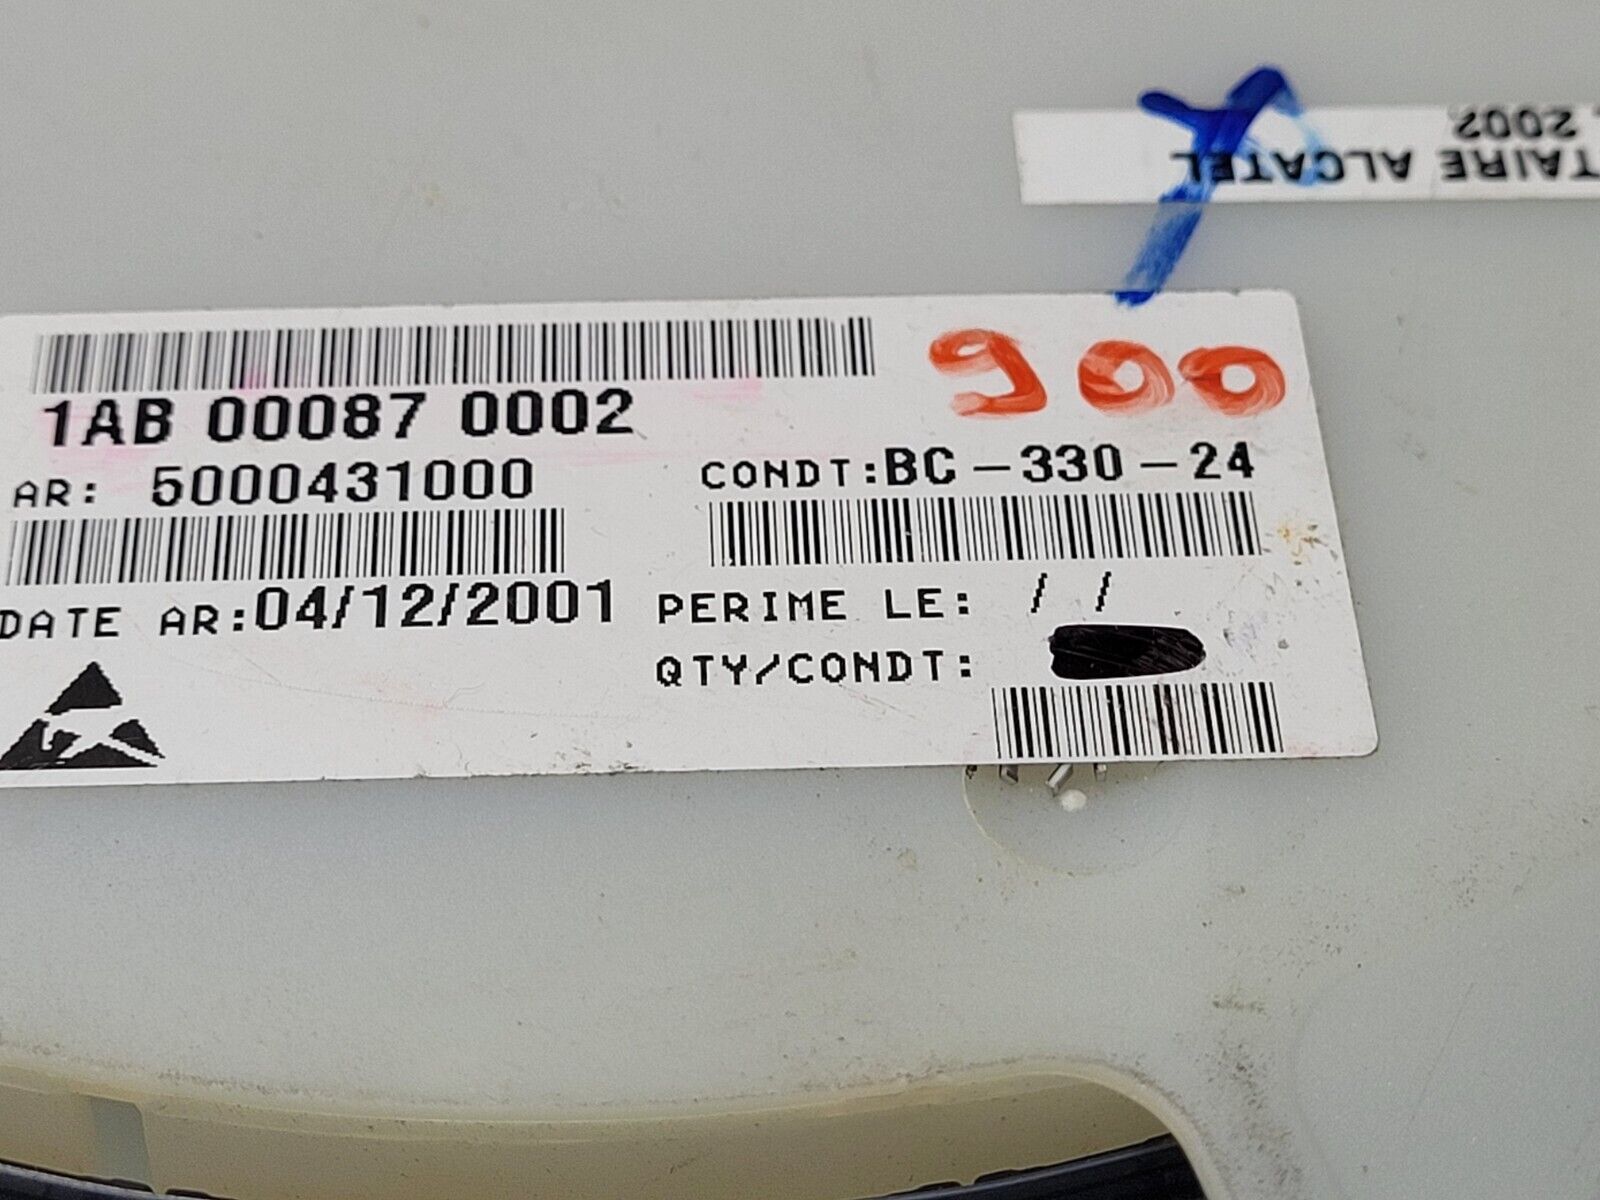 2002
TAIRE ALCATEL
900
1AB 00087 0002
AR: 5000431000
CONDT:BC-330-24
DATE AR:04/12/2001
PERIME LE: / /
QTY/CONDT: